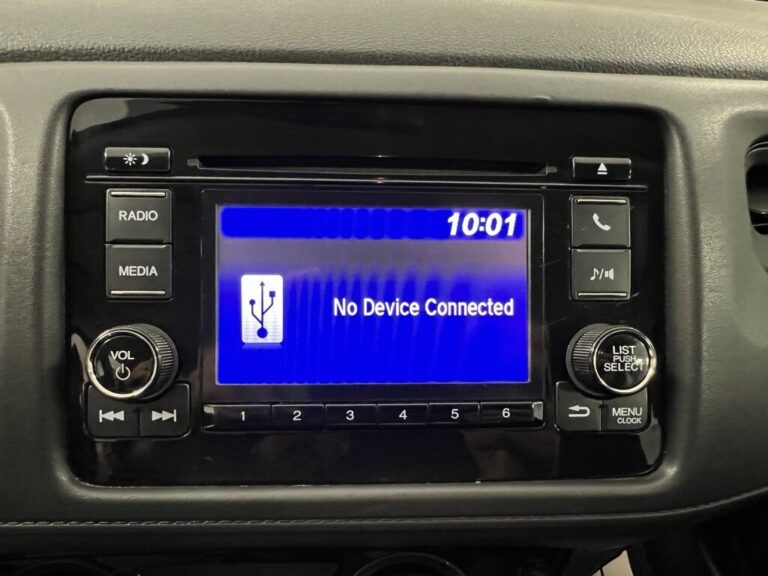 10:01
RADIO
MEDIA
No Device Connected
VOL
LIST
PUSH
SELECT
1 2 3 4 5 6
MENU
CLOCK